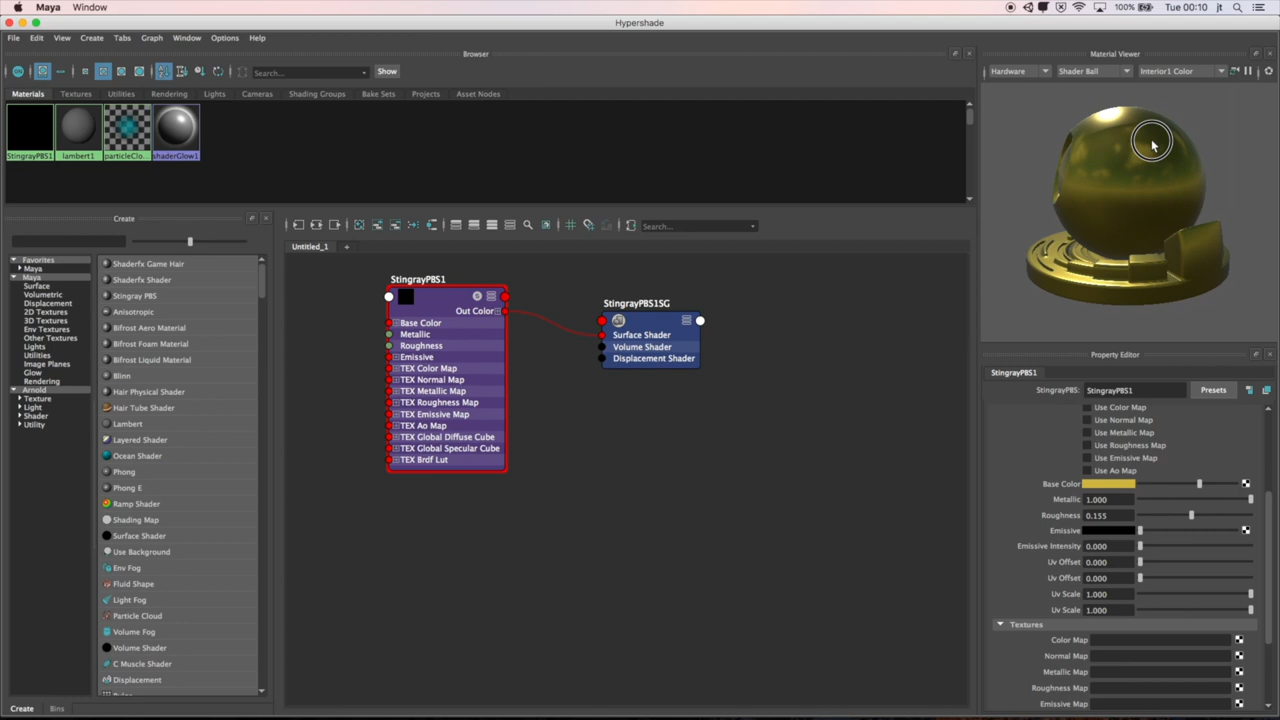 Maya Window 100% Tue 00:10 jt
Hypershade
File Edit View Create Tabs Graph Window Options Help
Browser
Material Viewer
Search... Show
Hardware Shader Ball Interior1 Color
Materials Textures Utilities Rendering Lights Cameras Shading Groups Bake Sets Projects Asset Nodes
StingrayPBS1 lambert1 particleClo... shaderGlow1
Create
Search...
Untitled_1 +
Favorites
Maya
Maya
Surface
Volumetric
Displacement
2D Textures
3D Textures
Env Textures
Other Textures
Lights
Utilities
Image Planes
Glow
Rendering
Arnold
Texture
Light
Shader
Utility
Shaderfx Game Hair
Shaderfx Shader
Stingray PBS
Anisotropic
Bifrost Aero Material
Bifrost Foam Material
Bifrost Liquid Material
Blinn
Hair Physical Shader
Hair Tube Shader
Lambert
Layered Shader
Ocean Shader
Phong
Phong E
Ramp Shader
Shading Map
Surface Shader
Use Background
Env Fog
Fluid Shape
Light Fog
Particle Cloud
Volume Fog
Volume Shader
C Muscle Shader
Displacement
Create Bins
StingrayPBS1
Out Color
Base Color
Metallic
Roughness
Emissive
TEX Color Map
TEX Normal Map
TEX Metallic Map
TEX Roughness Map
TEX Emissive Map
TEX Ao Map
TEX Global Diffuse Cube
TEX Global Specular Cube
TEX Brdf Lut
StingrayPBS1SG
Surface Shader
Volume Shader
Displacement Shader
Property Editor
StingrayPBS1
StingrayPBS: StingrayPBS1 Presets
Use Color Map
Use Normal Map
Use Metallic Map
Use Roughness Map
Use Emissive Map
Use Ao Map
Base Color
Metallic 1.000
Roughness 0.155
Emissive
Emissive Intensity 0.000
Uv Offset 0.000
Uv Offset 0.000
Uv Scale 1.000
Uv Scale 1.000
Textures
Color Map
Normal Map
Metallic Map
Roughness Map
Emissive Map